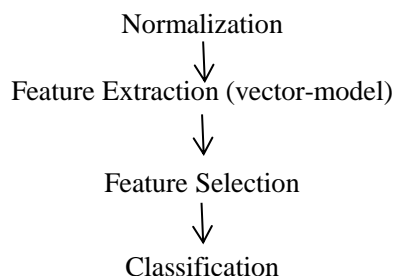 Normalization
Feature Extraction (vector-model)
Feature Selection
Classification